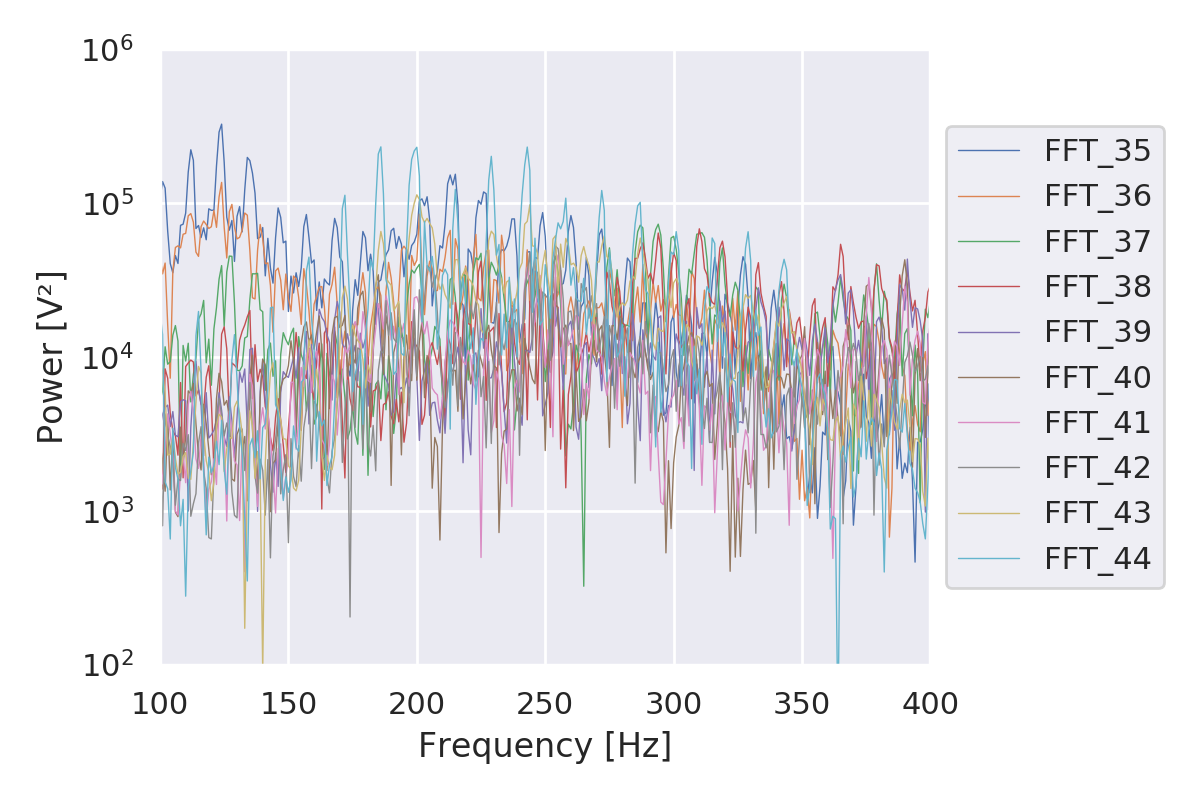 10⁶
10⁵
10⁴
10³
10²
Power [V²]
100 150 200 250 300 350 400
Frequency [Hz]
FFT_35
FFT_36
FFT_37
FFT_38
FFT_39
FFT_40
FFT_41
FFT_42
FFT_43
FFT_44